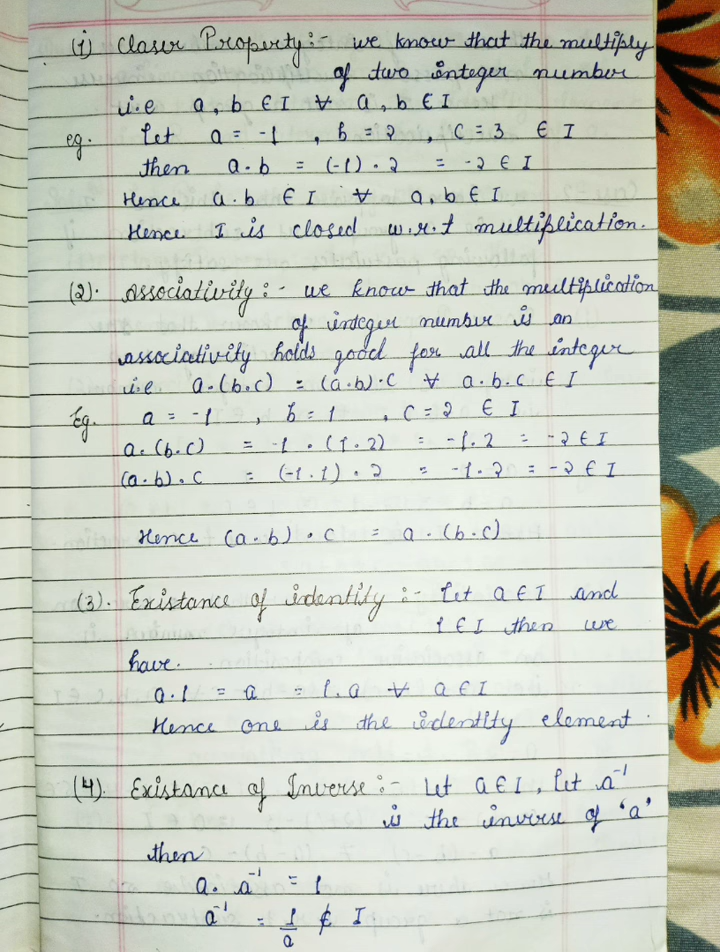 (1) Closer Property :- we know that the multiply
of two integer number
i.e a, b ∈ I ∀ a, b ∈ I
eg. Let a = -1 , b = 2 , c = 3 ∈ I
then a·b = (-1) · 2 = -2 ∈ I
Hence a·b ∈ I ∀ a, b ∈ I
Hence I is closed w.r.t multiplication.
(2). Associativity :- we know that the multiplication
of integer number is an
associativity holds good for all the integer
i.e a·(b·c) = (a·b)·c ∀ a·b·c ∈ I
Eg. a = -1 , b = 1 , c = 2 ∈ I
a·(b·c) = -1 · (1·2) = -1·2 = -2 ∈ I
(a·b)·c = (-1·1) · 2 = -1·2 = -2 ∈ I
Hence (a·b)·c = a·(b·c)
(3). Existance of identity :- Let a ∈ I and
1 ∈ I then we
have.
a·1 = a = 1·a ∀ a ∈ I
Hence one is the identity element.
(4). Existance of Inverse :- Let a ∈ I, Let a⁻¹
is the inverse of 'a'
then
a· a⁻¹ = 1
a⁻¹ = 1/a ∉ I